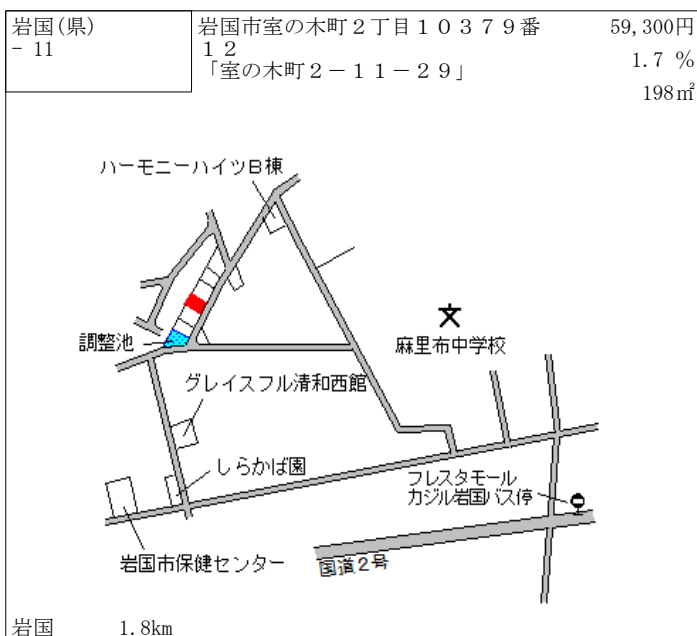 岩国(県)
－ 11
岩国市室の木町２丁目１０３７９番
１２
「室の木町２－１１－２９」
59,300円
1.7 %
198㎡
ハーモニーハイツＢ棟
調整池
麻里布中学校
グレイスフル清和西館
しらかば園
フレスタモール
カジル岩国バス停
岩国市保健センター
国道２号
岩国 1.8km